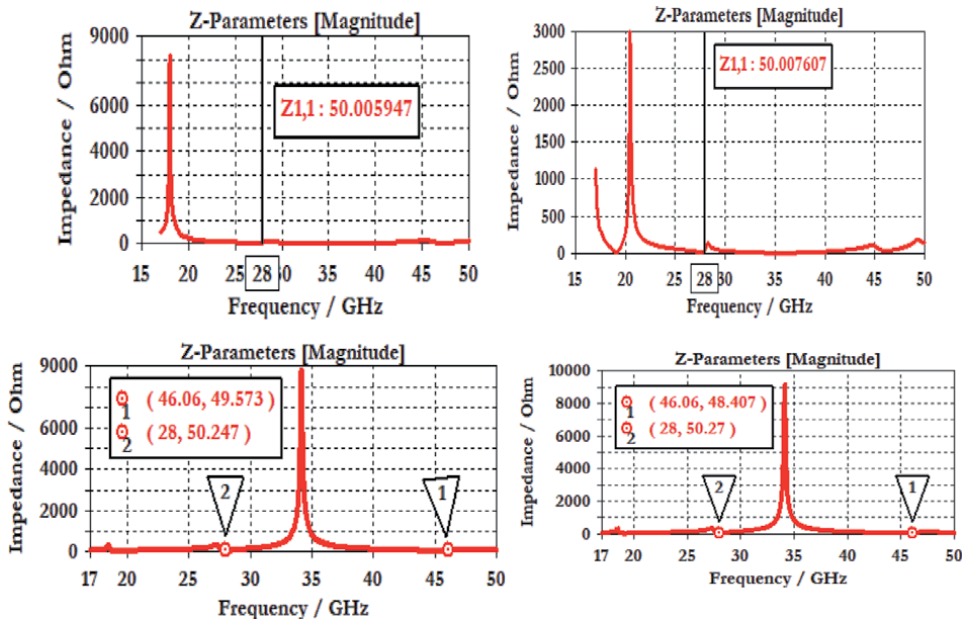 Z-Parameters [Magnitude]
Impedance / Ohm
9000
8000
6000
4000
2000
0
Z1,1 : 50.005947
15 20 25 28 30 35 40 45 50
Frequency / GHz
Z-Parameters [Magnitude]
Impedance / Ohm
3000
2500
2000
1500
1000
500
0
Z1,1 : 50.007607
15 20 25 28 30 35 40 45 50
Frequency / GHz
Z-Parameters [Magnitude]
Impedance / Ohm
9000
8000
6000
4000
2000
0
1 ( 46.06, 49.573 )
2 ( 28, 50.247 )
2
1
17 20 25 30 35 40 45 50
Frequency / GHz
Z-Parameters [Magnitude]
Impedance / Ohm
10000
8000
6000
4000
2000
0
1 ( 46.06, 48.407 )
2 ( 28, 50.27 )
2
1
17 20 25 30 35 40 45 50
Frequency / GHz